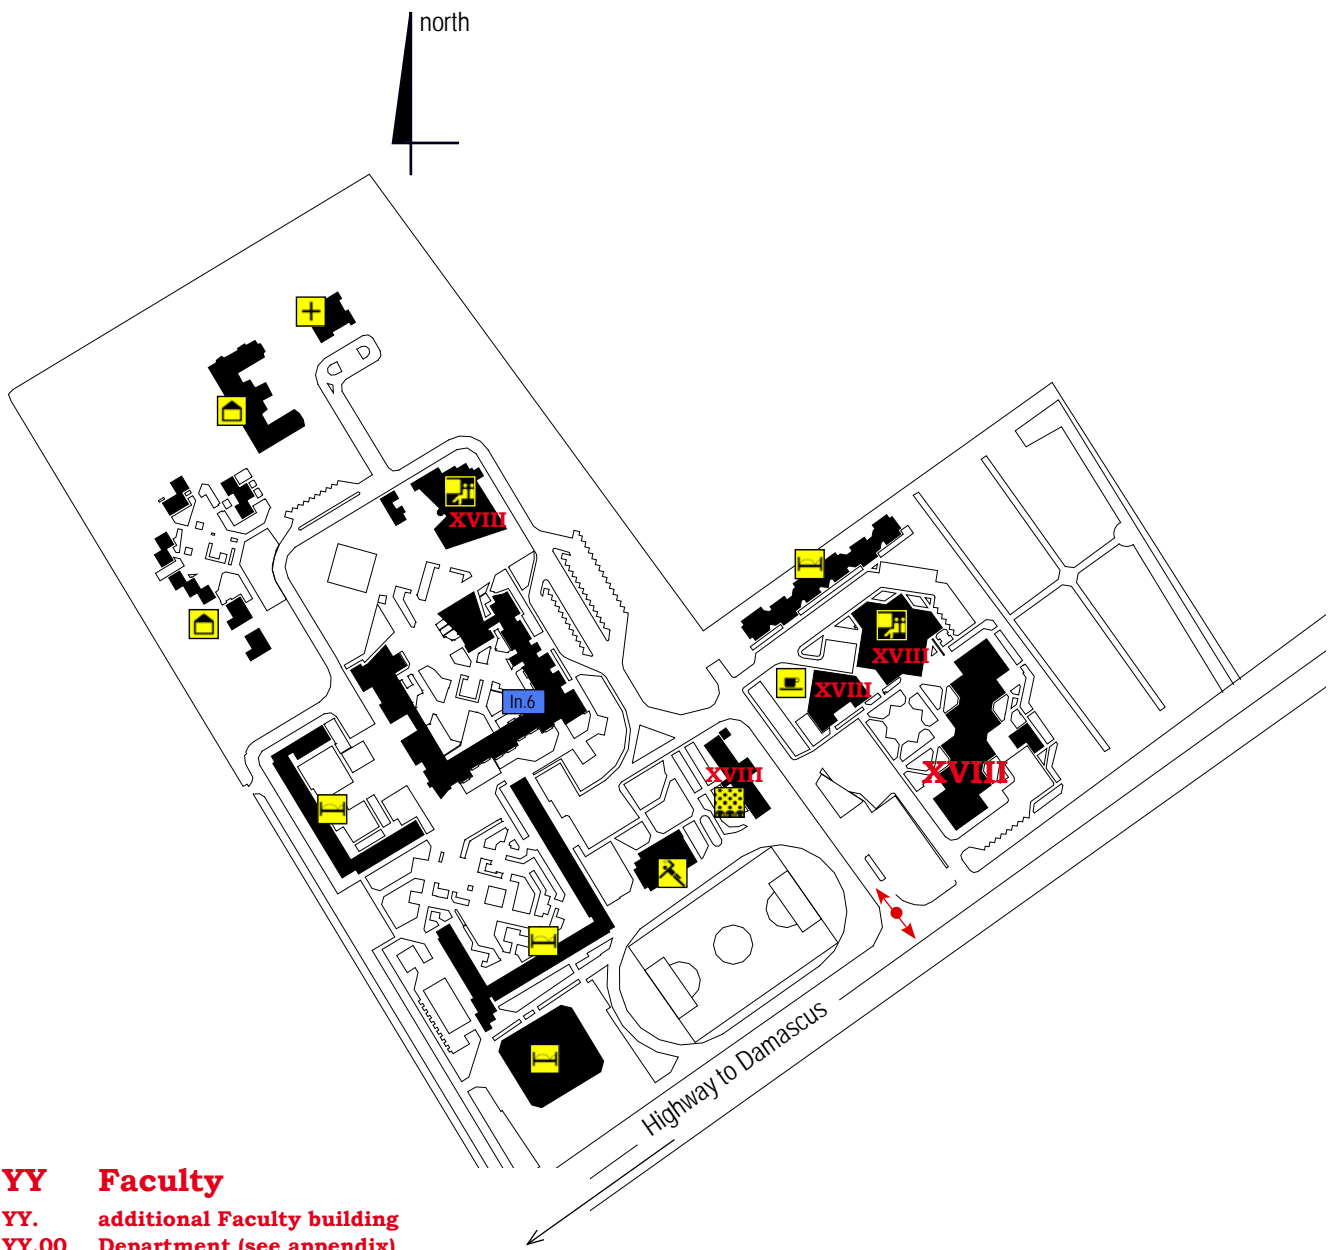 north
XVIII
XVIII
XVIII
In.6
XVIII
XVIII
Highway to Damascus
YY Faculty
YY. additional Faculty building
YY.00 Department (see appendix)